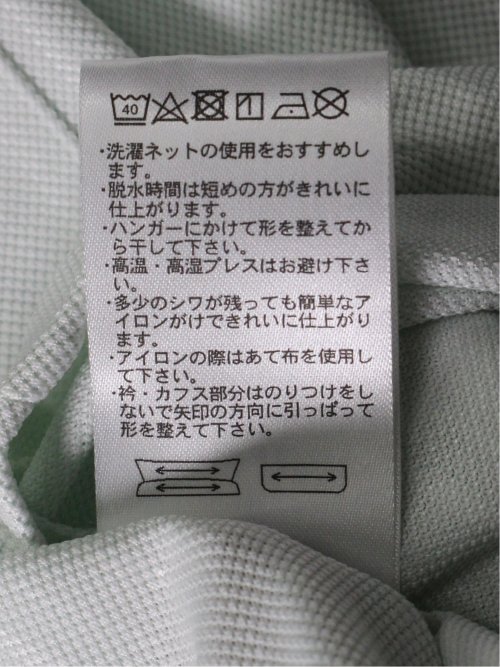 40
・洗濯ネットの使用をおすすめし
ます。
・脱水時間は短めの方がきれいに
仕上がります。
・ハンガーにかけて形を整えてか
ら干して下さい。
・高温・高湿プレスはお避け下さ
い。
・多少のシワが残っても簡単なア
イロンがけできれいに仕上がり
ます。
・アイロンの際はあて布を使用し
て下さい。
・衿・カフス部分はのりつけをし
ないで矢印の方向に引っぱって
形を整えて下さい。